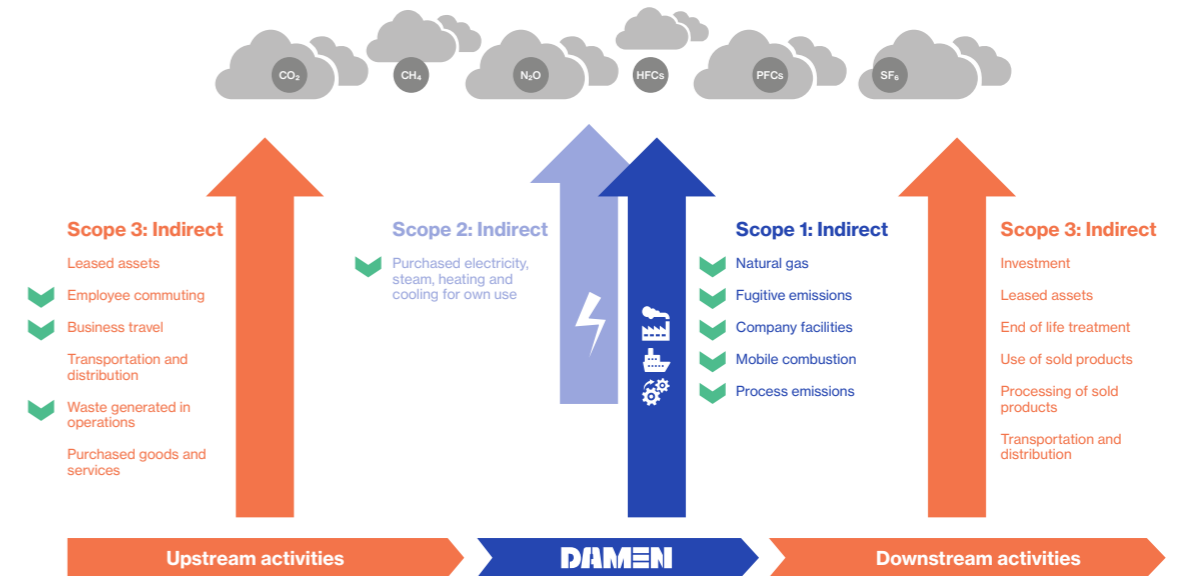 CO₂
CH₄
N₂O
HFCs
PFCs
SF₆
Scope 3: Indirect
Leased assets
Employee commuting
Business travel
Transportation and
distribution
Waste generated in
operations
Purchased goods and
services
Scope 2: Indirect
Purchased electricity,
steam, heating and
cooling for own use
Scope 1: Indirect
Natural gas
Fugitive emissions
Company facilities
Mobile combustion
Process emissions
Scope 3: Indirect
Investment
Leased assets
End of life treatment
Use of sold products
Processing of sold
products
Transportation and
distribution
Upstream activities
DAMEN
Downstream activities